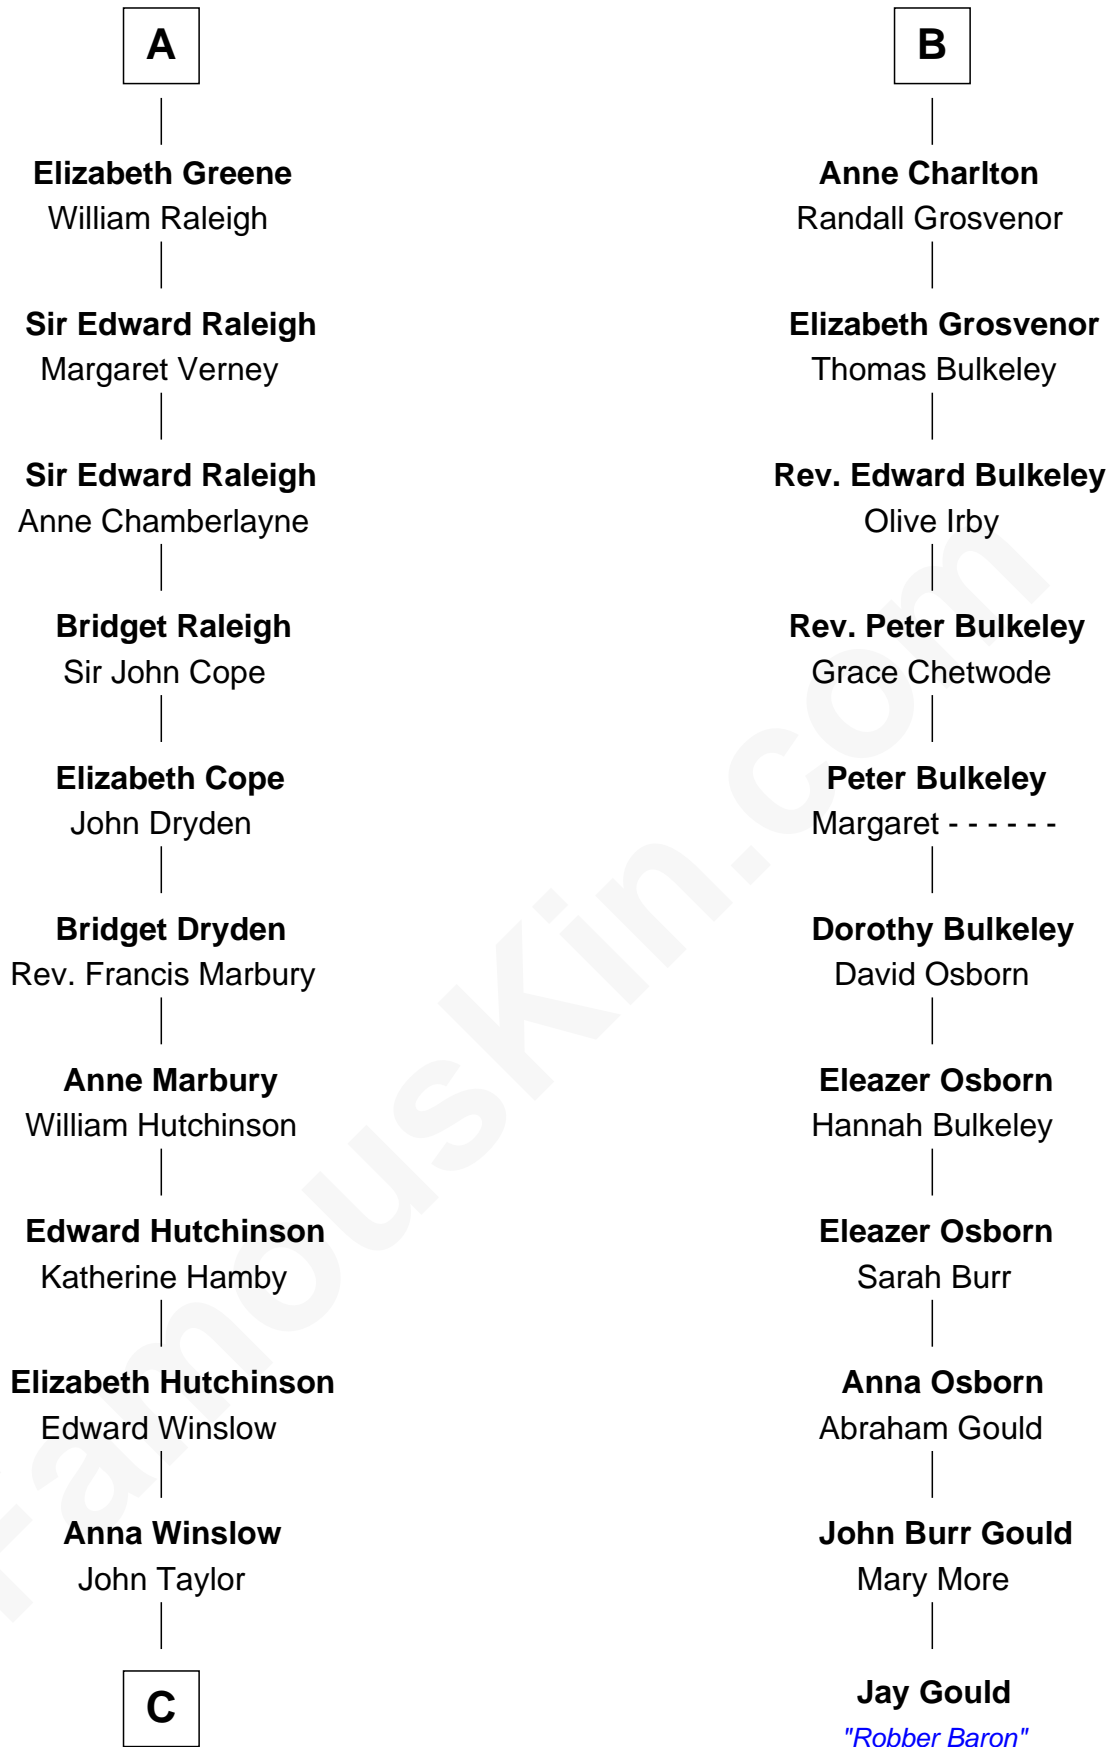 A
Elizabeth Greene
William Raleigh
Sir Edward Raleigh
Margaret Verney
Sir Edward Raleigh
Anne Chamberlayne
Bridget Raleigh
Sir John Cope
Elizabeth Cope
John Dryden
Bridget Dryden
Rev. Francis Marbury
Anne Marbury
William Hutchinson
Edward Hutchinson
Katherine Hamby
Elizabeth Hutchinson
Edward Winslow
Anna Winslow
John Taylor
C
B
Anne Charlton
Randall Grosvenor
Elizabeth Grosvenor
Thomas Bulkeley
Rev. Edward Bulkeley
Olive Irby
Rev. Peter Bulkeley
Grace Chetwode
Peter Bulkeley
Margaret - - - - - -
Dorothy Bulkeley
David Osborn
Eleazer Osborn
Hannah Bulkeley
Eleazer Osborn
Sarah Burr
Anna Osborn
Abraham Gould
John Burr Gould
Mary More
Jay Gould
"Robber Baron"
FamousKin.com